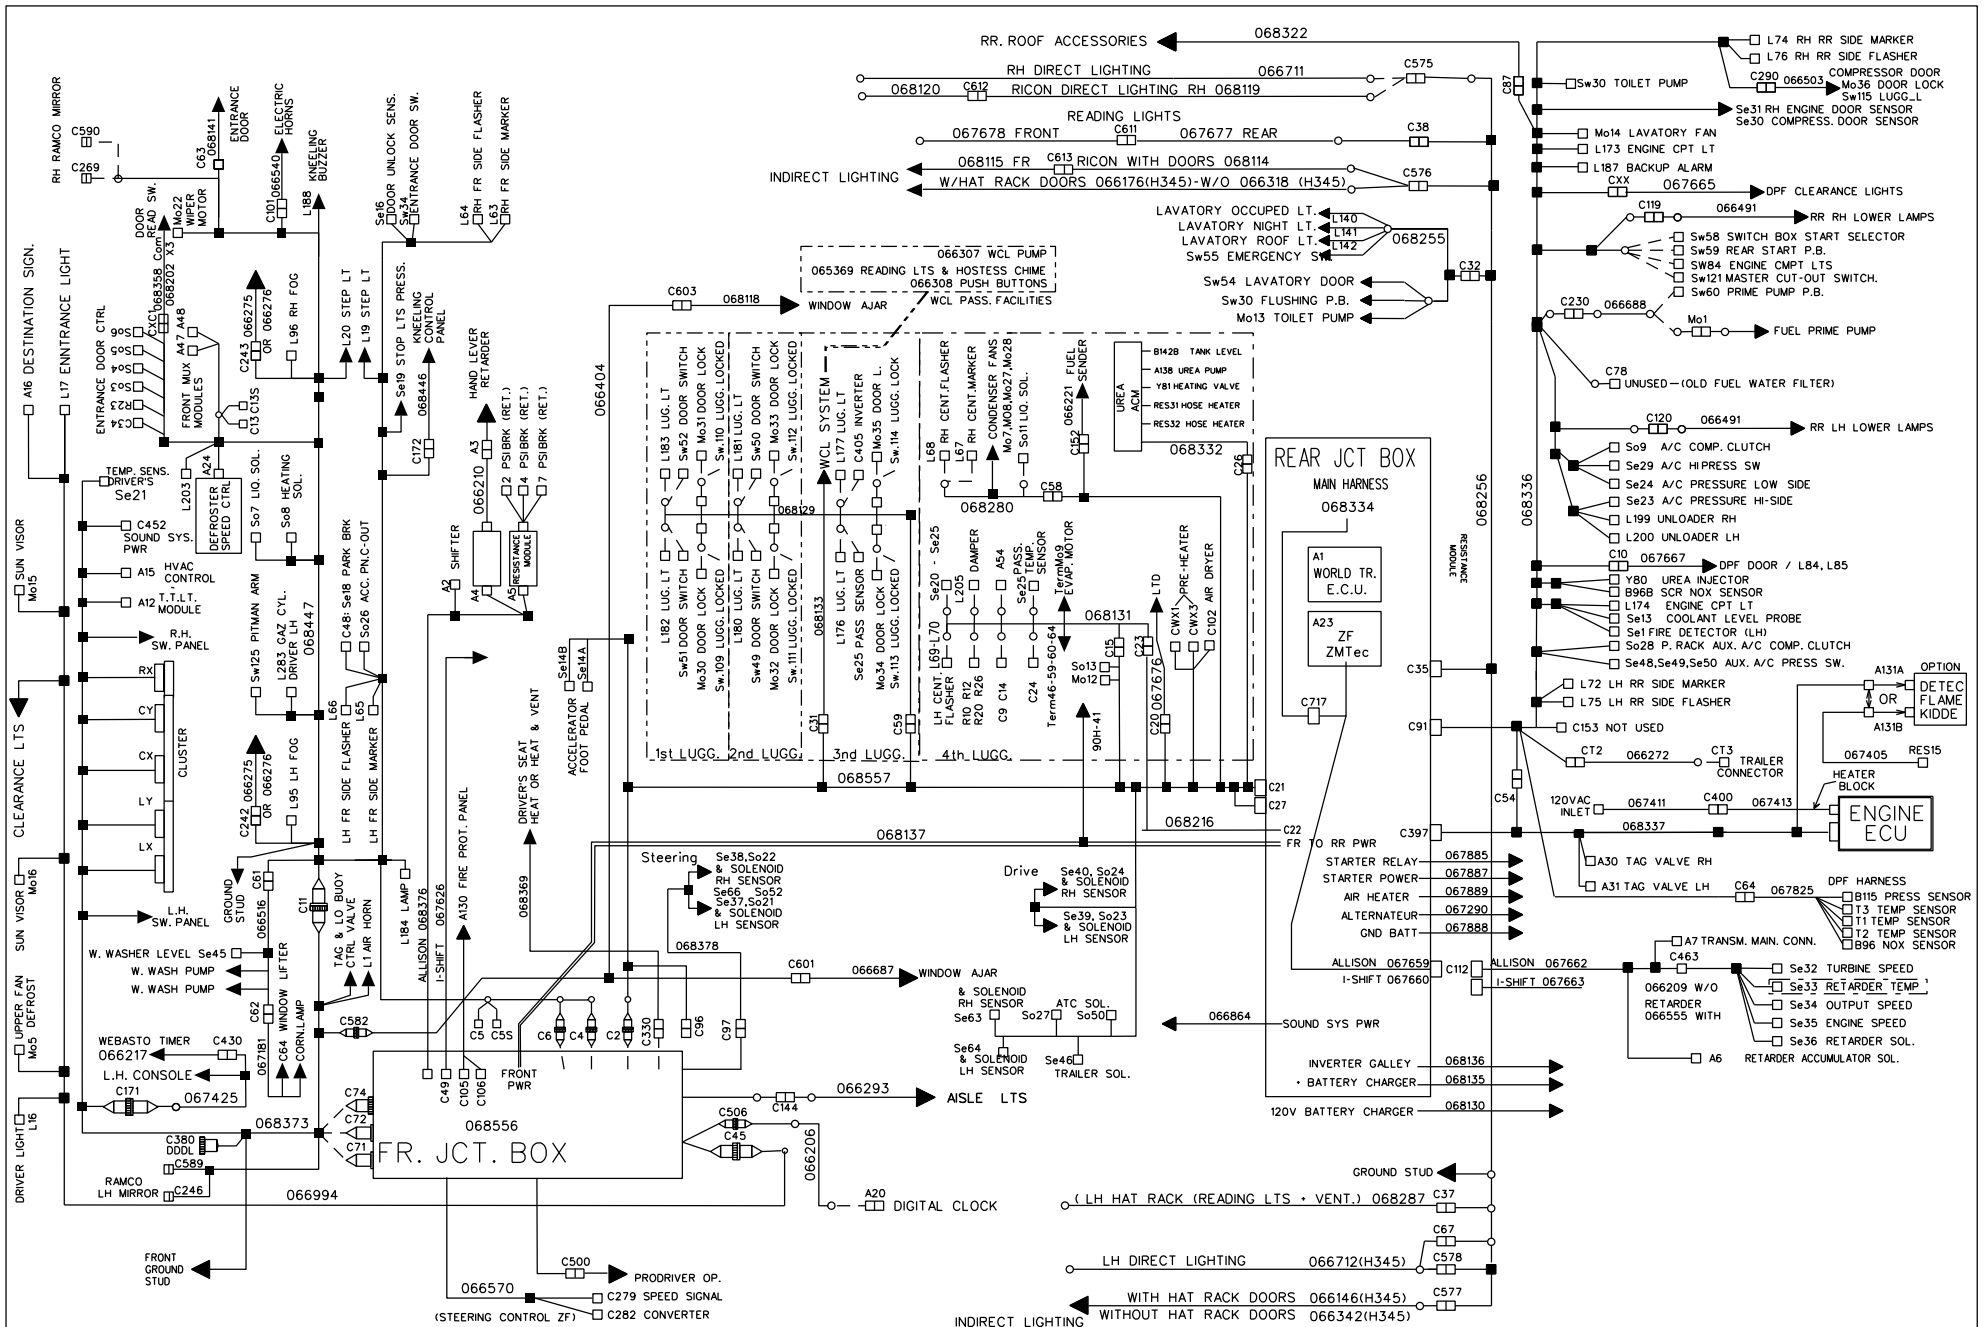 RR. ROOF ACCESSORIES
068322
RH DIRECT LIGHTING 066711
C575
068120 C612 RICON DIRECT LIGHTING RH 068119
READING LIGHTS
067678 FRONT C611 067677 REAR
C38
INDIRECT LIGHTING
068115 FR C613 RICON WITH DOORS 068114
W/HAT RACK DOORS 066176(H345)-W/O 066318 (H345)
C576
LAVATORY OCCUPED LT.
L140
LAVATORY NIGHT LT.
L141
LAVATORY ROOF LT.
L142
Sw55 EMERGENCY SW.
068255
C32
Sw54 LAVATORY DOOR
Sw30 FLUSHING P.B.
Mo13 TOILET PUMP
C87
Sw30 TOILET PUMP
L74 RH RR SIDE MARKER
L76 RH RR SIDE FLASHER
C290 066503
COMPRESSOR DOOR
Mo36 DOOR LOCK
Sw115 LUGG_L
Se31 RH ENGINE DOOR SENSOR
Se30 COMPRESS. DOOR SENSOR
Mo14 LAVATORY FAN
L173 ENGINE CPT LT
L187 BACKUP ALARM
CXX 067665
DPF CLEARANCE LIGHTS
C119 066491
RR RH LOWER LAMPS
Sw58 SWITCH BOX START SELECTOR
Sw59 REAR START P.B.
SW84 ENGINE CMPT LTS
Sw121 MASTER CUT-OUT SWITCH.
Sw60 PRIME PUMP P.B.
C230 066688
Mo1
FUEL PRIME PUMP
C78
UNUSED-(OLD FUEL WATER FILTER)
C120 066491
RR LH LOWER LAMPS
So9 A/C COMP. CLUTCH
Se29 A/C HIPRESS SW
Se24 A/C PRESSURE LOW SIDE
Se23 A/C PRESSURE HI-SIDE
L199 UNLOADER RH
L200 UNLOADER LH
C10 067667
DPF DOOR / L84, L85
Y80 UREA INJECTOR
B96B SCR NOX SENSOR
L174 ENGINE CPT LT
Se13 COOLANT LEVEL PROBE
Se1 FIRE DETECTOR (LH)
So28 P. RACK AUX. A/C COMP. CLUTCH
Se48,Se49,Se50 AUX. A/C PRESS SW.
L72 LH RR SIDE MARKER
L75 LH RR SIDE FLASHER
068256
068336
RESISTANCE
MODULE
A131A
OPTION
OR
DETEC
FLAME
KIDDE
A131B
C153 NOT USED
CT2 066272 CT3
TRAILER
CONNECTOR
067405
RES15
HEATER
BLOCK
C54
120VAC
INLET
067411 C400 067413
068337
ENGINE
ECU
A30 TAG VALVE RH
A31 TAG VALVE LH
C64 067825
DPF HARNESS
B115 PRESS SENSOR
T3 TEMP SENSOR
T1 TEMP SENSOR
T2 TEMP SENSOR
B96 NOX SENSOR
A7 TRANSM. MAIN. CONN.
ALLISON 067662
C463
I-SHIFT 067663
066209 W/O
RETARDER
066555 WITH
Se32 TURBINE SPEED
Se33 RETARDER TEMP
Se34 OUTPUT SPEED
Se35 ENGINE SPEED
Se36 RETARDER SOL.
A6 RETARDER ACCUMULATOR SOL.
REAR JCT BOX
MAIN HARNESS
068334
A1
WORLD TR.
E.C.U.
A23
ZF
ZMTec
C717
C35
C91
C397
C21
C27
C22
FR TO RR PWR
STARTER RELAY 067885
STARTER POWER 067887
AIR HEATER 067889
ALTERNATEUR 067290
GND BATT 067888
ALLISON 067659
C112
I-SHIFT 067660
066864
SOUND SYS PWR
INVERTER GALLEY 068136
+ BATTERY CHARGER 068135
120V BATTERY CHARGER 068130
GROUND STUD
( LH HAT RACK (READING LTS + VENT.) 068287 C37
C67
LH DIRECT LIGHTING 066712(H345) C578
WITH HAT RACK DOORS 066146(H345) C577
INDIRECT LIGHTING
WITHOUT HAT RACK DOORS 066342(H345)
066307 WCL PUMP
065369 READING LTS & HOSTESS CHIME
066308 PUSH BUTTONS
WCL PASS. FACILITIES
C603
068118
WINDOW AJAR
066404
L183 LUG. LT
Sw52 DOOR SWITCH
Mo31 DOOR LOCK
Sw.110 LUGG. LOCKED
L181 LUG. LT
Sw50 DOOR SWITCH
Mo33 DOOR LOCK
Sw.112 LUGG. LOCKED
WCL SYSTEM
L177 LUG. LT
C405 INVERTER
Mo35 DOOR L.
Sw.114 LUGG. LOCK
068129
L182 LUG. LT
Sw51 DOOR SWITCH
Mo30 DOOR LOCK
Sw.109 LUGG. LOCKED
L180 LUG. LT
Sw49 DOOR SWITCH
Mo32 DOOR LOCK
Sw.111 LUGG. LOCKED
068133
L176 LUG. LT
Se25 PASS SENSOR
Mo34 DOOR LOCK
Sw.113 LUGG. LOCKED
C31
C59
1st LUGG.
2nd LUGG.
3nd LUGG.
4th LUGG.
L68
RH CENT.FLASHER
L67
RH CENT.MARKER
CONDENSER FANS
Mo7,MO8,Mo27,Mo28
So11 LIQ. SOL.
066221 FUEL
SENDER
C152
C58
068280
UREA
ACM
B142B TANK LEVEL
A138 UREA PUMP
Y81 HEATING VALVE
RES31 HOSE HEATER
RES32 HOSE HEATER
068332
C26
Se20 - Se25
L205
DAMPER
A54
Se25 PASS.
TEMP.
SENSOR
TermMo9
EVAP. MOTOR
068131
L69-L70
LH CENT.
FLASHER
R10 R12
R20 R26
C9 C14
C24
Term46-59-60-64
90H-41
So13
Mo12
C15
C23
067676
C20
LTD
PRE-HEATER
CWX1
CWX3
C102 AIR DRYER
068557
068216
068137
Steering
Se38,So22
& SOLENOID
RH SENSOR
Se66 So52
Se37,So21
& SOLENOID
LH SENSOR
068378
Drive
Se40, So24
& SOLENOID
RH SENSOR
Se39, So23
& SOLENOID
LH SENSOR
C601
066687
WINDOW AJAR
& SOLENOID
RH SENSOR
Se63
ATC SOL.
So27
So50
Se64
& SOLENOID
LH SENSOR
Se46
TRAILER SOL.
RH RAMCO MIRROR
C590
C269
C63
068141
ENTRANCE
DOOR
C101 066540
ELECTRIC
HORNS
L188
KNEELING
BUZZER
DOOR
READ SW.
Mo22
WIPER
MOTOR
Se16
DOOR UNLOCK SENS.
Sw34
ENTRANCE DOOR SW.
L64
RH FR SIDE FLASHER
L63
RH FR SIDE MARKER
A16 DESTINATION SIGN.
L17 ENNTRANCE LIGHT
ENTRANCE DOOR CTRL
So6
So5
So4
So3
R23
C34
CXC1
068358 Com
068202 X3
A48
A47
FRONT MUX
MODULES
C13
C13S
C243 066275
OR 066276
L96 RH FOG
L20 STEP LT
L19 STEP LT
Se19 STOP LTS PRESS.
KNEELING
CONTROL
PANEL
068446
C172
HAND LEVER
RETARDER
A3
066210
2 PSIBRK (RET.)
4 PSIBRK (RET.)
7 PSIBRK (RET.)
SHIFTER
A2
A4
RESISTANCE
MODULE
A5
TEMP. SENS.
DRIVER'S
Se21
C452
SOUND SYS.
PWR
L203
A24
DEFROSTER
SPEED CTRL
So7 LIQ. SOL.
So8 HEATING
SOL.
SUN VISOR
Mo15
A15 HVAC
CONTROL
A12 T.T.LT.
MODULE
R.H.
SW. PANEL
Sw125 PITMAN ARM
L283 GAZ CYL.
DRIVER LH
068447
C48: Se18 PARK BRK
So26 ACC. PN.C-OUT
RX
CY
CX
LY
LX
CLUSTER
CLEARANCE LTS
L66
L65
LH FR SIDE FLASHER
LH FR SIDE MARKER
C242 066275
OR 066276
L95 LH FOG
SUN VISOR
Mo16
L.H.
SW. PANEL
GROUND
STUD
C61
066516
C11
TAG & LO BUOY
CTRL VALVE
L1 AIR HORN
L184 LAMP
ALLISON 068376
I-SHIFT 067626
A130 FIRE PROT. PANEL
DRIVER'S SEAT
HEAT OR HEAT & VENT
068369
ACCELERATOR
FOOT PEDAL
Se14B
Se14A
W. WASHER LEVEL Se45
W. WASH PUMP
W. WASH PUMP
C62
WINDOW LIFTER
C64
CORN.LAMP
067181
C582
UPPER FAN
Mo5 DEFROST
WEBASTO TIMER
066217
C430
L.H. CONSOLE
C171
067425
DRIVER LIGHT
L16
068373
C380
DDDL
C589
RAMCO
LH MIRROR
C246
066994
FRONT
GROUND
STUD
C74
C72
C71
C49
C105
C106
C5
C5S
FRONT
PWR
C6
C4
C2
C330
C96
C97
068556
FR. JCT. BOX
066293
C144
AISLE LTS
C506
C45
066206
A20
DIGITAL CLOCK
C500
PRODRIVER OP.
066570
C279 SPEED SIGNAL
(STEERING CONTROL ZF)
C282 CONVERTER